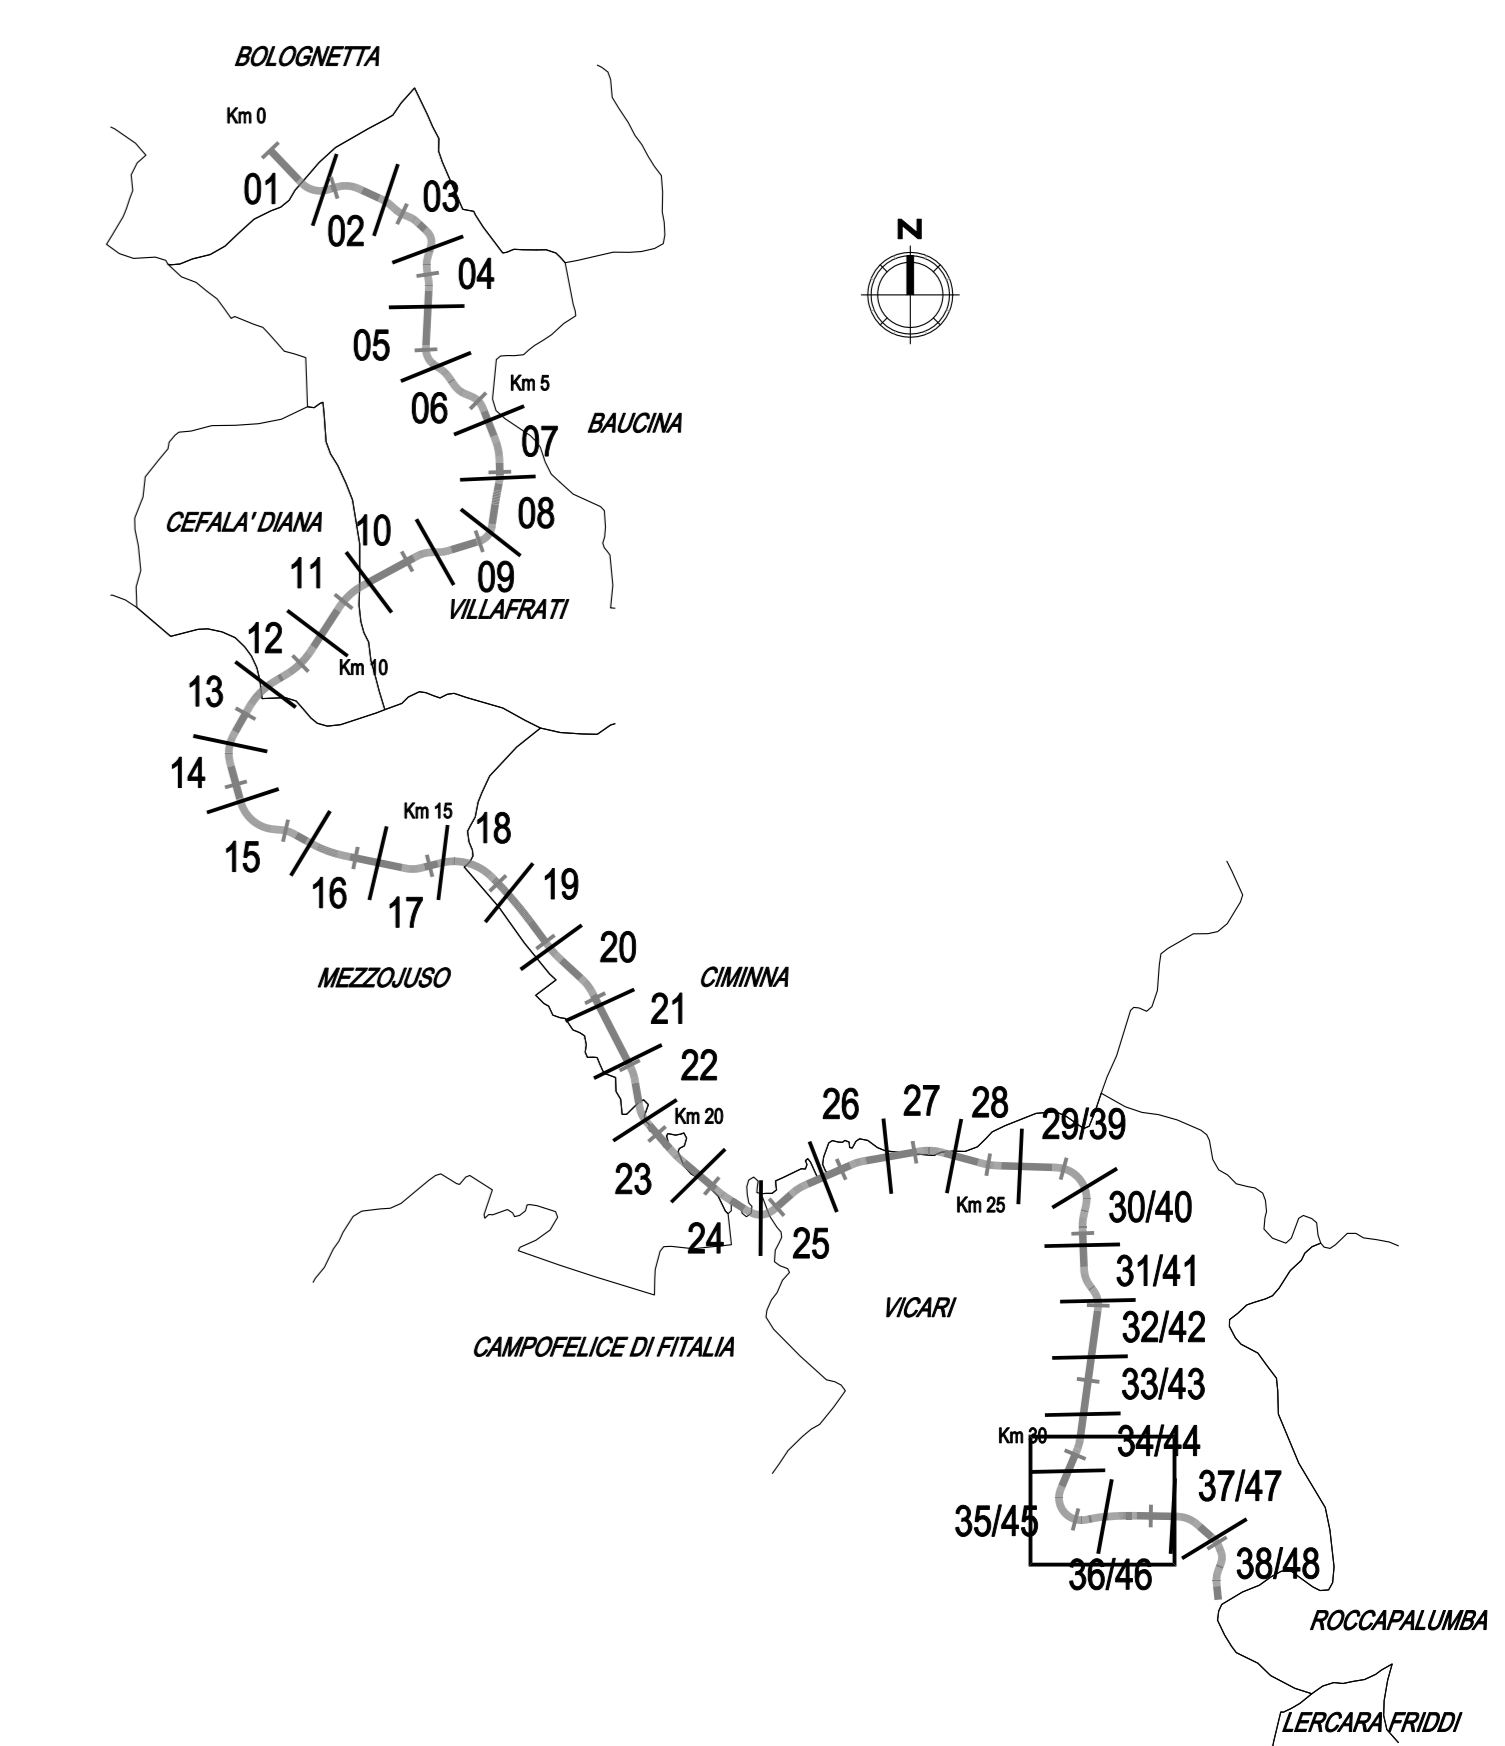 BOLOGNETTA
Km 0
01
02
03
N
04
05
Km 5
06
BAUCINA
07
08
CEFALA' DIANA
10
11
09
VILLAFRATI
12
Km 10
13
14
Km 15
18
15
16
17
19
20
MEZZOJUSO
CIMINNA
21
22
Km 20
23
24
25
26
27
28
29/39
Km 25
30/40
31/41
VICARI
32/42
CAMPOFELICE DI FITALIA
33/43
Km 30
34/44
37/47
35/45
36/46
38/48
ROCCAPALUMBA
LERCARA FRIDDI